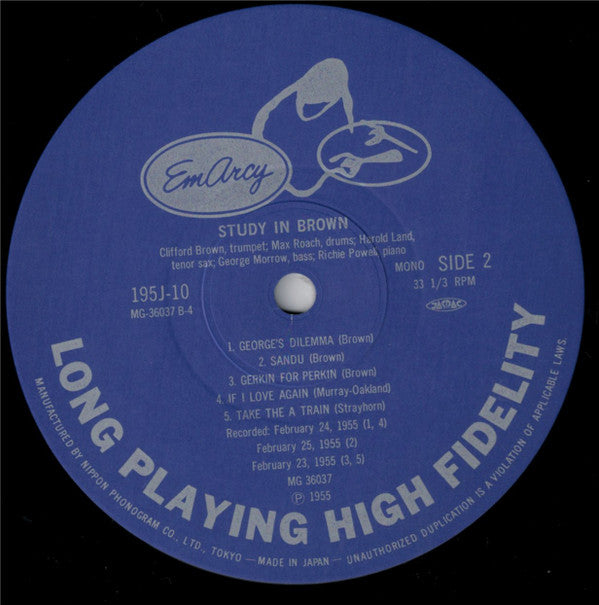 EmArcy
STUDY IN BROWN
Clifford Brown, trumpet; Max Roach, drums; Harold Land,
tenor sax; George Morrow, bass; Richie Powell, piano
195J-10
MG-36037 B-4
MONO SIDE 2
33 1/3 RPM
JASRAC
1. GEORGE'S DILEMMA (Brown)
2. SANDU (Brown)
3. GERKIN FOR PERKIN (Brown)
4. IF I LOVE AGAIN (Murray-Oakland)
5. TAKE THE A TRAIN (Strayhorn)
Recorded: February 24, 1955 (1, 4)
February 25, 1955 (2)
February 23, 1955 (3, 5)
MG 36037
Ⓟ 1955
LONG PLAYING HIGH FIDELITY
MANUFACTURED BY NIPPON PHONOGRAM CO., LTD., TOKYO — MADE IN JAPAN — UNAUTHORIZED DUPLICATION IS A VIOLATION OF APPLICABLE LAWS.